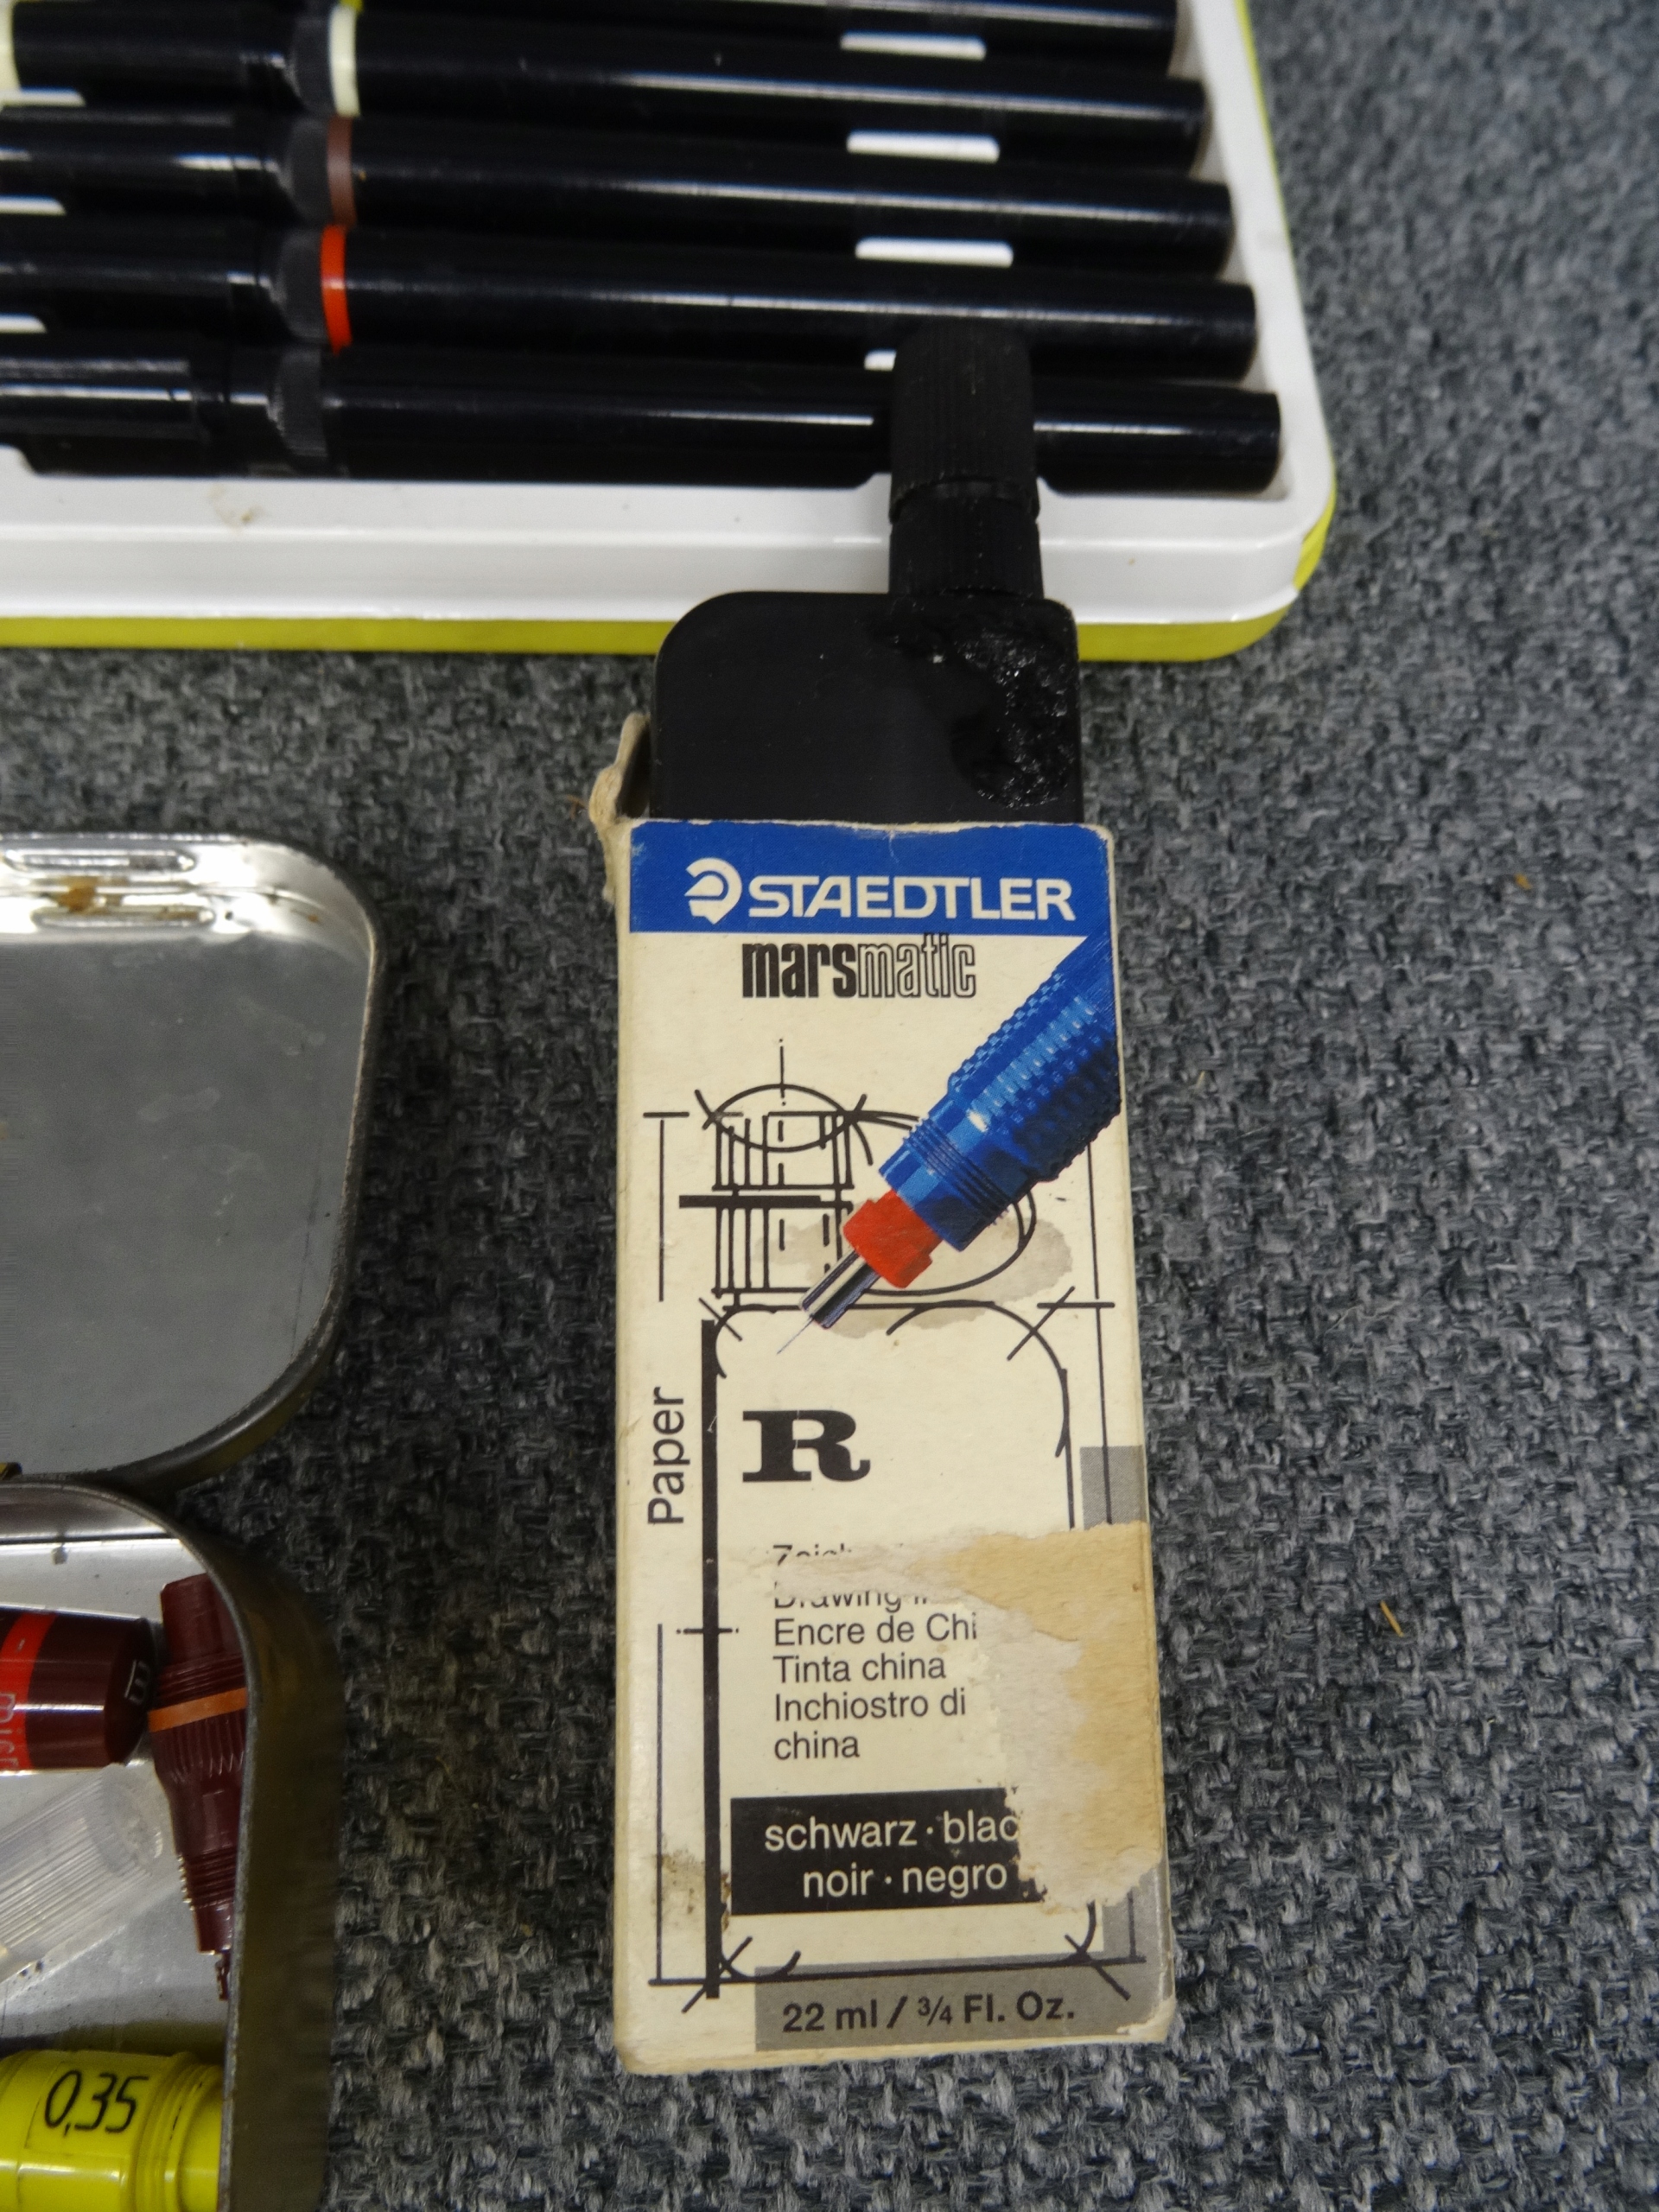 STAEDTLER
marsmatic
Paper
R
Drawing
Encre de Chi
Tinta china
Inchiostro di
china
schwarz · blac
noir · negro
22 ml / 3/4 Fl. Oz.
0,35